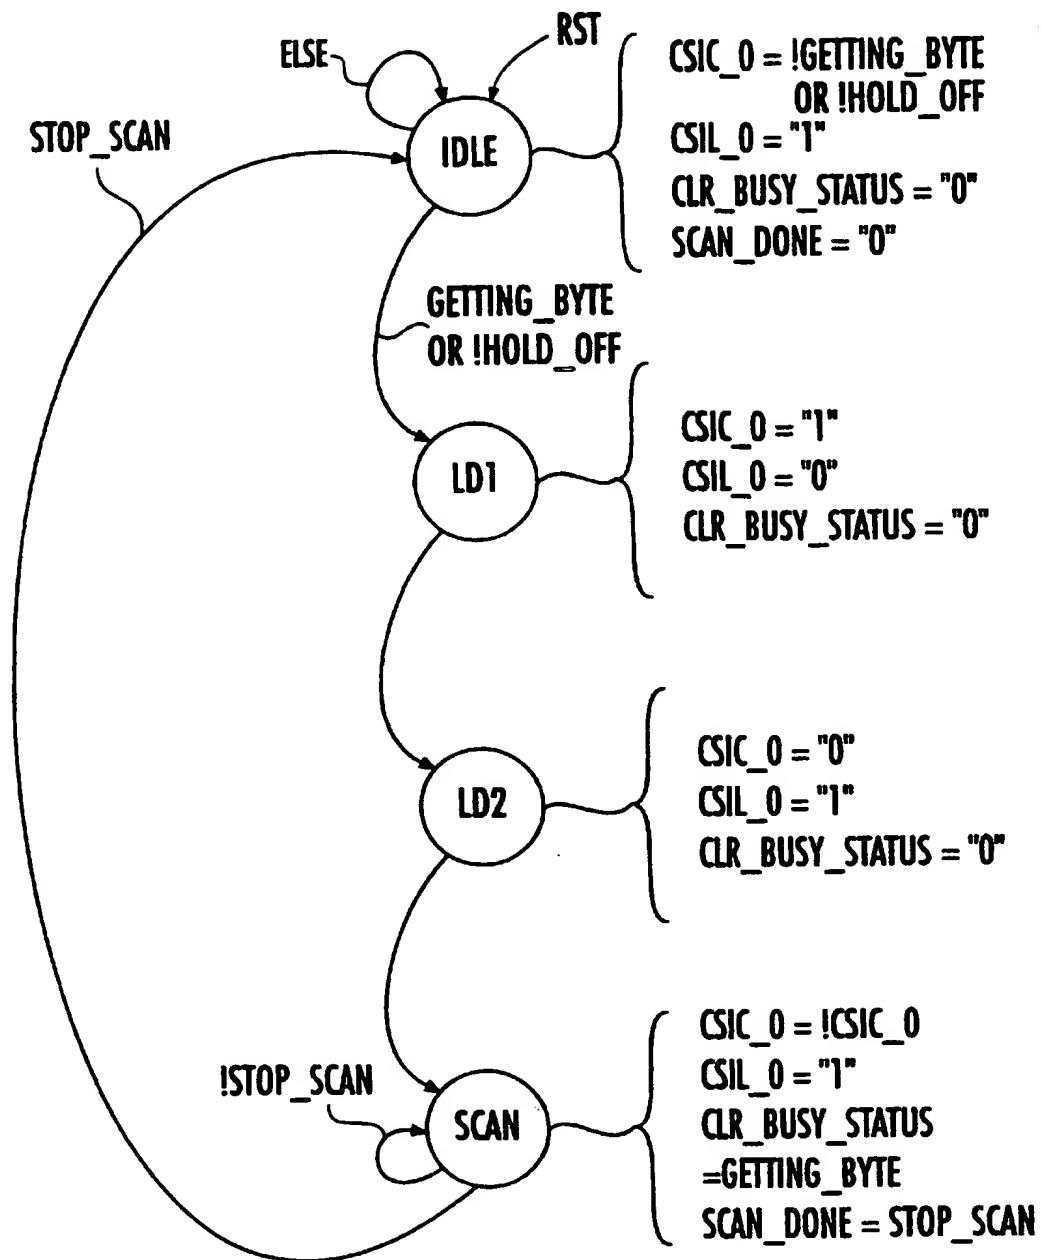 RST
ELSE
CSIC_0 = !GETTING_BYTE
OR !HOLD_OFF
CSIL_0 = "1"
CLR_BUSY_STATUS = "0"
SCAN_DONE = "0"
STOP_SCAN
IDLE
GETTING_BYTE
OR !HOLD_OFF
LD1
CSIC_0 = "1"
CSIL_0 = "0"
CLR_BUSY_STATUS = "0"
LD2
CSIC_0 = "0"
CSIL_0 = "1"
CLR_BUSY_STATUS = "0"
!STOP_SCAN
SCAN
CSIC_0 = !CSIC_0
CSIL_0 = "1"
CLR_BUSY_STATUS
=GETTING_BYTE
SCAN_DONE = STOP_SCAN